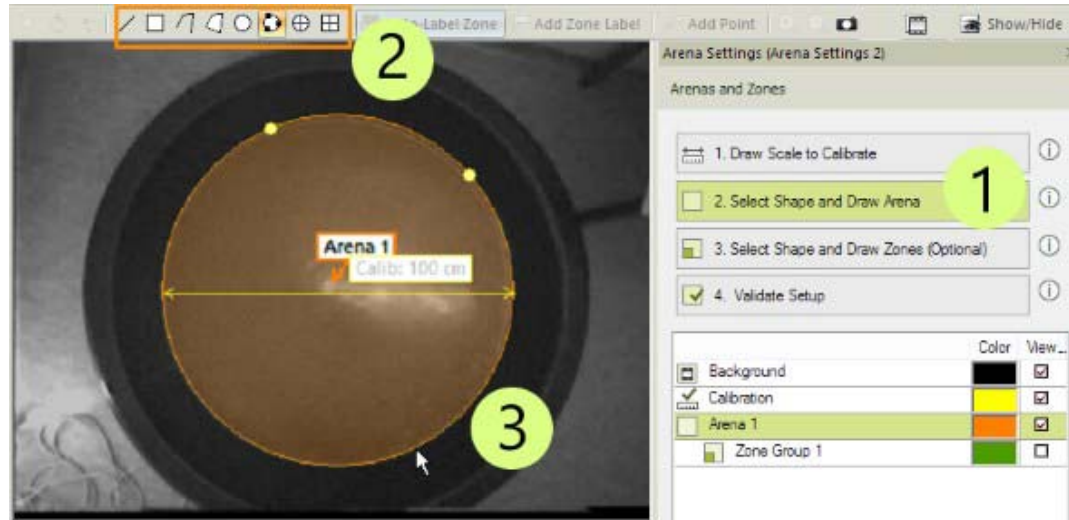 -Label Zone
Add Zone Label
Add Point
Show/Hide
2
Arena Settings (Arena Settings 2)
Arenas and Zones
1. Draw Scale to Calibrate
1
2. Select Shape and Draw Arena
3. Select Shape and Draw Zones (Optional)
4. Validate Setup
Arena 1
Calib: 100 cm
3
Color View...
Background
Calibration
Arena 1
Zone Group 1